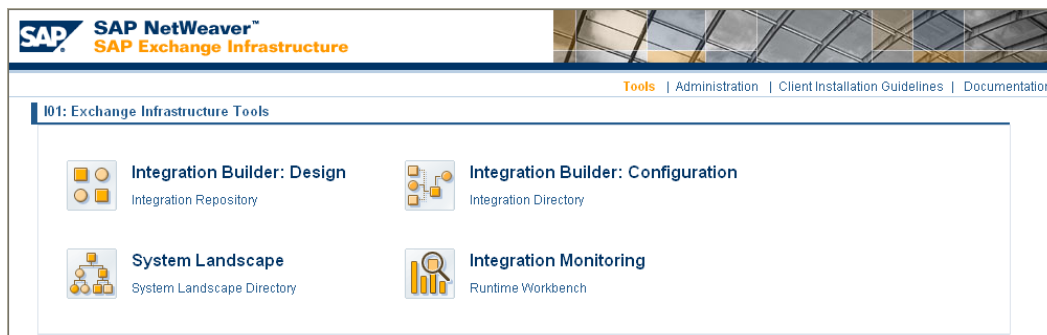 SAP
SAP NetWeaver™
SAP Exchange Infrastructure
Tools | Administration | Client Installation Guidelines | Documentation
I01: Exchange Infrastructure Tools
Integration Builder: Design
Integration Repository
Integration Builder: Configuration
Integration Directory
System Landscape
System Landscape Directory
Integration Monitoring
Runtime Workbench